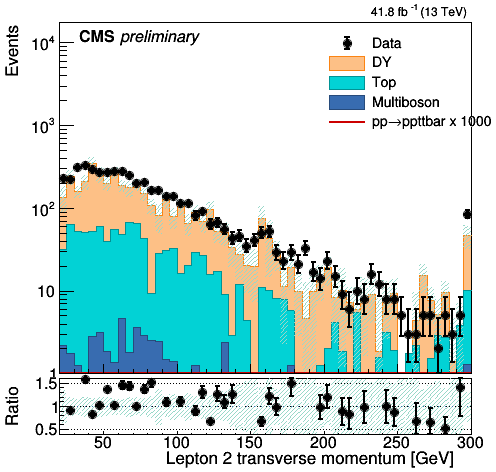 41.8 fb⁻¹ (13 TeV)
CMS preliminary
Data
DY
Top
Multiboson
pp→ppttbar x 1000
Events
10⁴
10³
10²
10
1
Ratio
1.5
1
0.5
50 100 150 200 250 300
Lepton 2 transverse momentum [GeV]